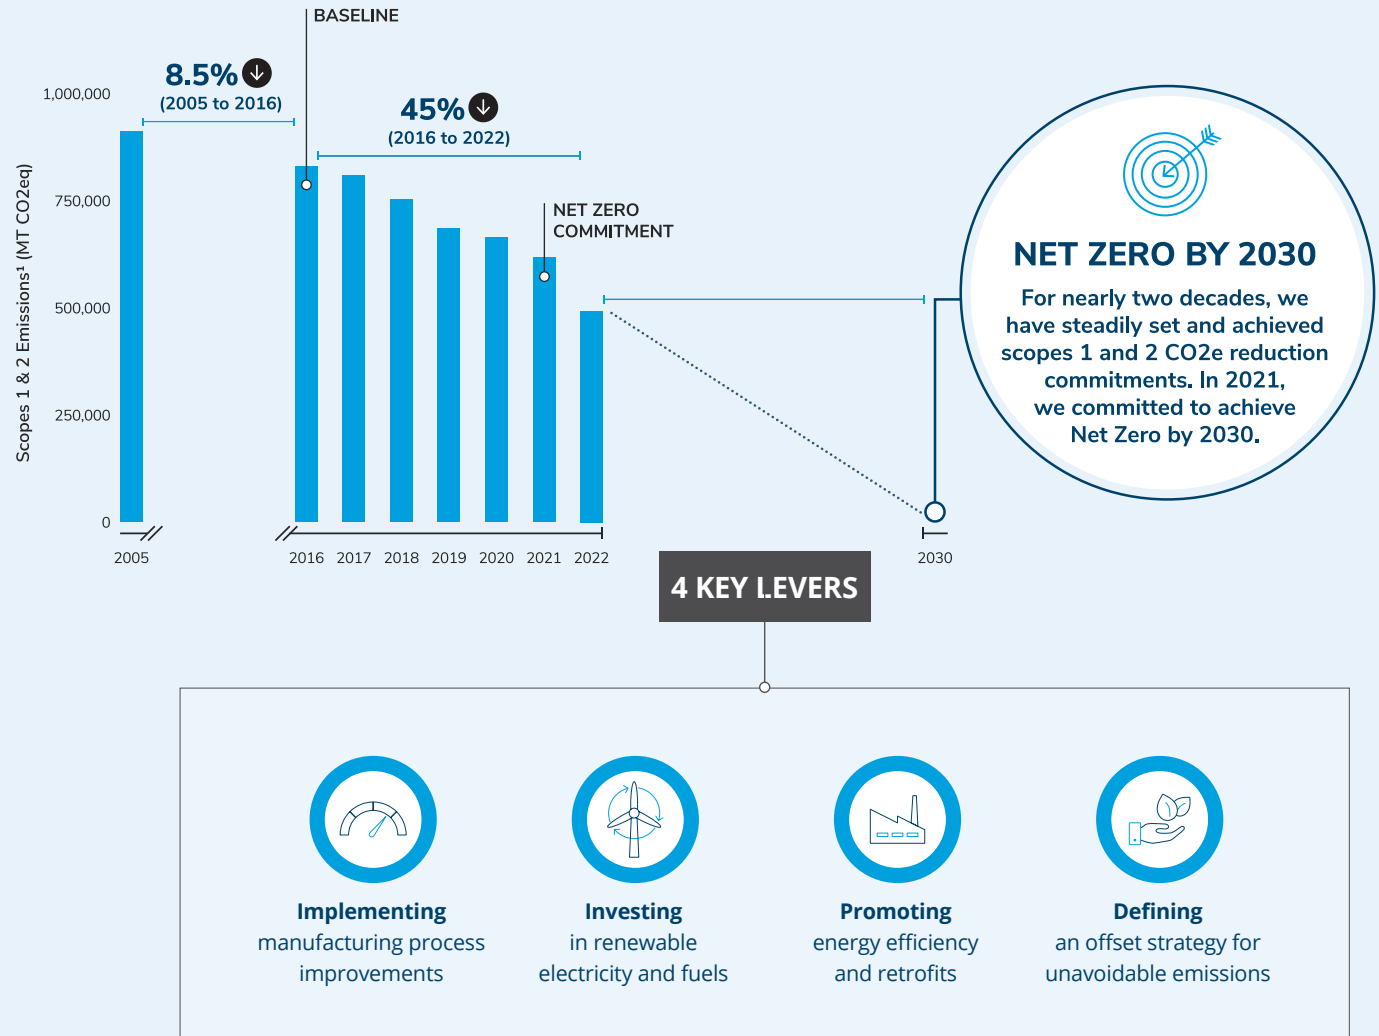 BASELINE
8.5%
(2005 to 2016)
45%
(2016 to 2022)
Scopes 1 & 2 Emissions¹ (MT CO2eq)
1,000,000
750,000
500,000
250,000
0
NET ZERO
COMMITMENT
2005
2016
2017
2018
2019
2020
2021
2022
2030
NET ZERO BY 2030
For nearly two decades, we
have steadily set and achieved
scopes 1 and 2 CO2e reduction
commitments. In 2021,
we committed to achieve
Net Zero by 2030.
4 KEY LEVERS
Implementing
manufacturing process
improvements
Investing
in renewable
electricity and fuels
Promoting
energy efficiency
and retrofits
Defining
an offset strategy for
unavoidable emissions